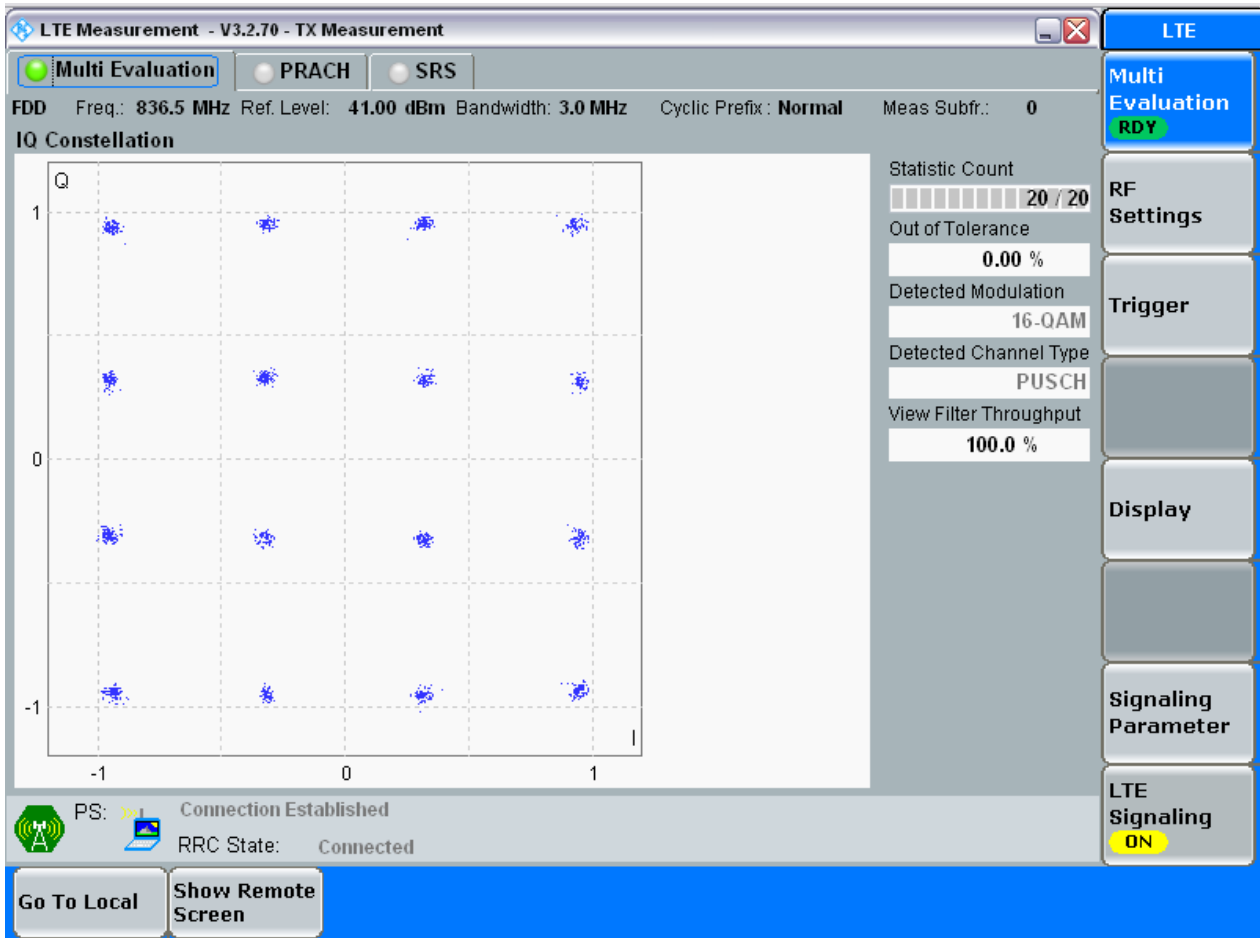 LTE Measurement - V3.2.70 - TX Measurement
LTE
Multi Evaluation PRACH SRS
FDD Freq.: 836.5 MHz Ref. Level: 41.00 dBm Bandwidth: 3.0 MHz Cyclic Prefix : Normal Meas Subfr.: 0
IQ Constellation
Q
1
0
-1
I
-1 0 1
Statistic Count
20 / 20
Out of Tolerance
0.00 %
Detected Modulation
16-QAM
Detected Channel Type
PUSCH
View Filter Throughput
100.0 %
Multi
Evaluation
RDY
RF
Settings
Trigger
Display
Signaling
Parameter
LTE
Signaling
ON
PS: Connection Established
RRC State: Connected
Go To Local
Show Remote
Screen